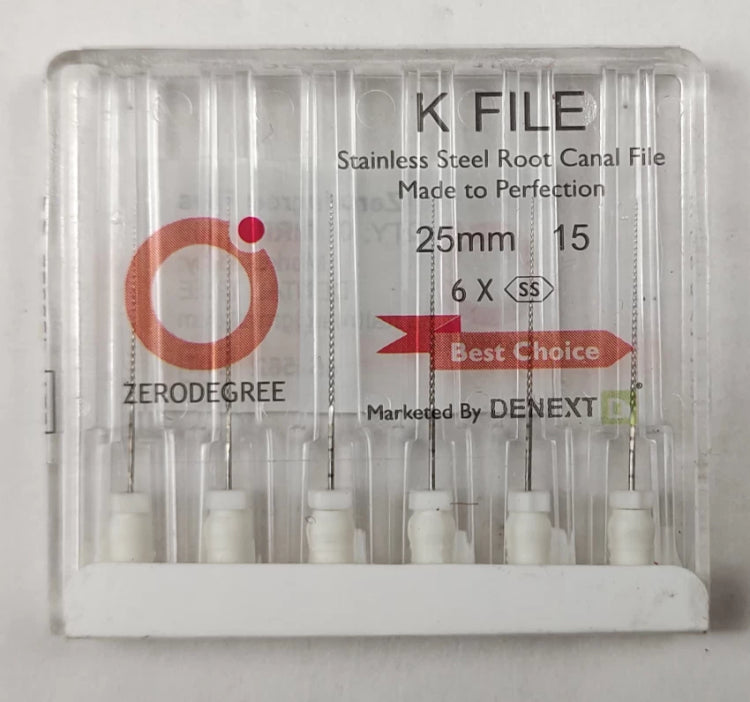 K FILE
Stainless Steel Root Canal File
Made to Perfection
25mm 15
6 X SS
Best Choice
ZERODEGREE
Marketed By DENEXT D